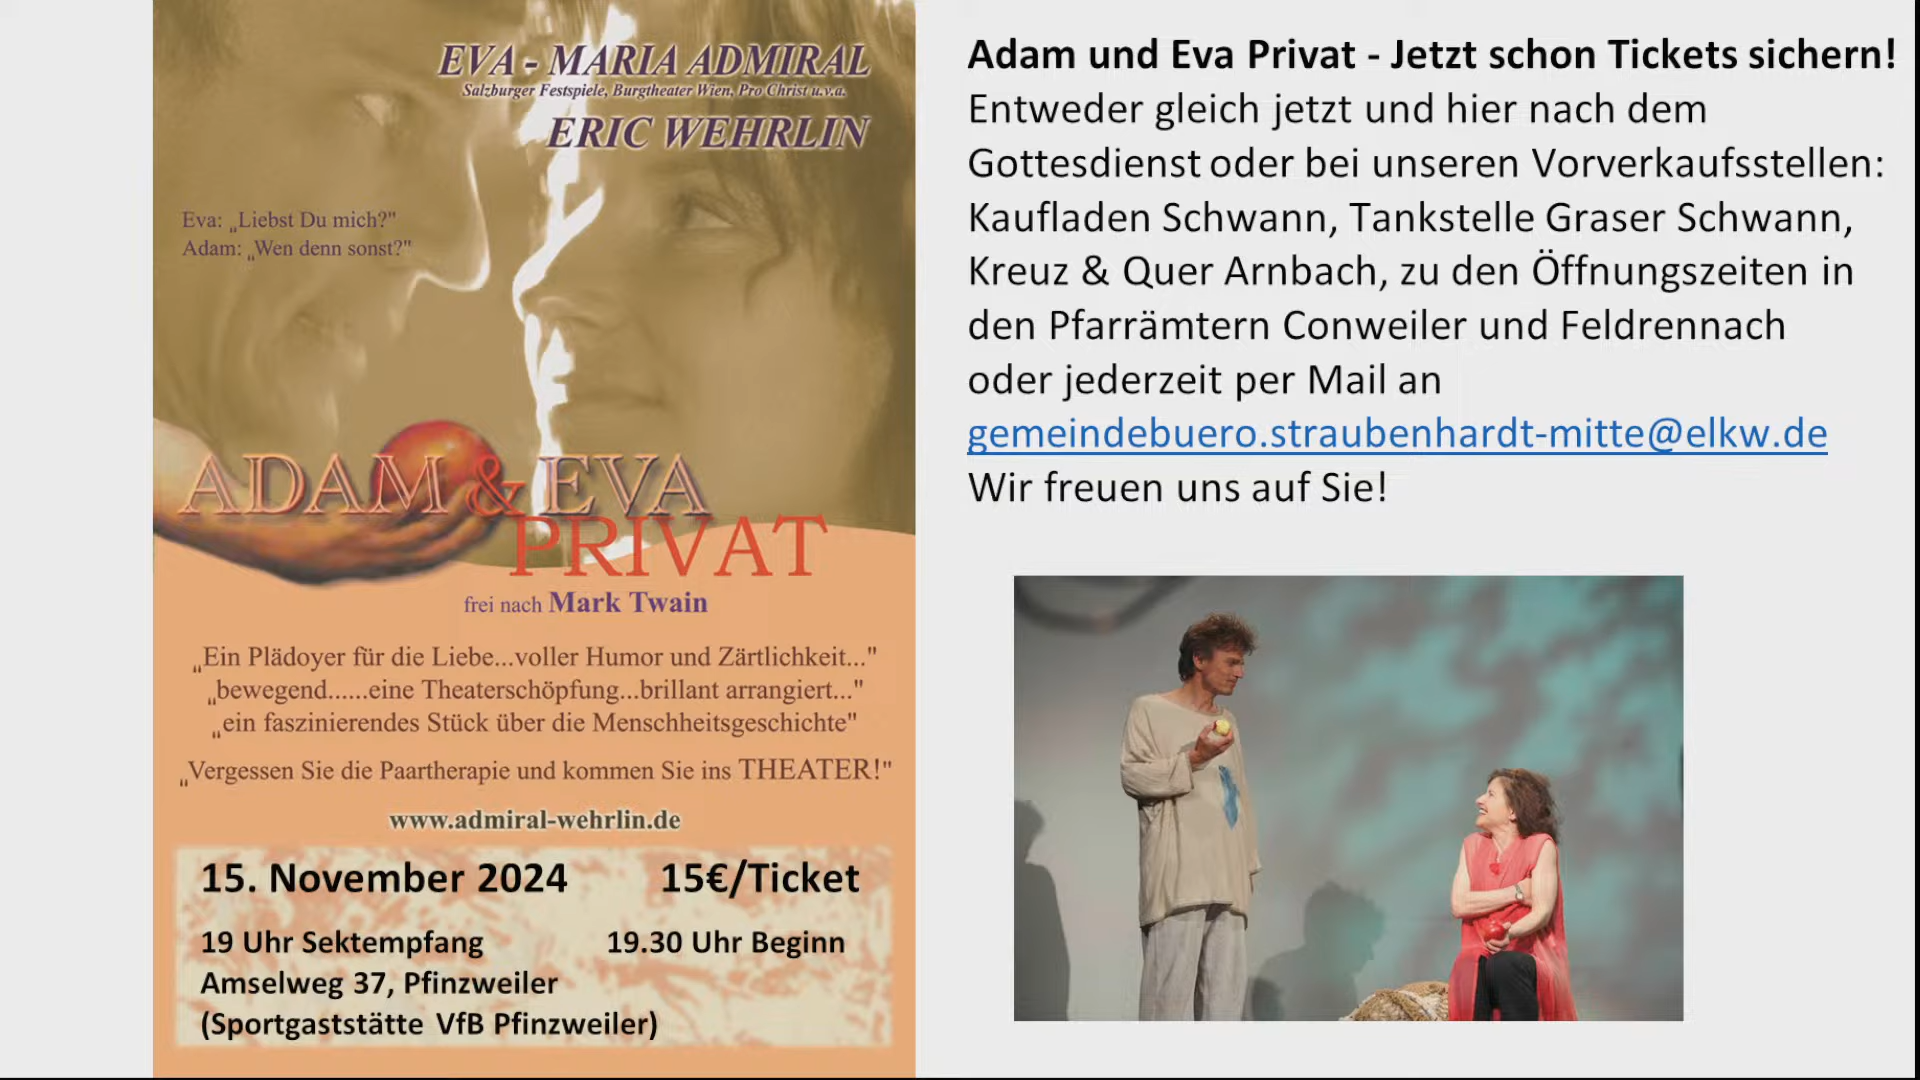 EVA - MARIA ADMIRAL
Salzburger Festspiele, Burgtheater Wien, Pro Christ u.v.a.
ERIC WEHRLIN
Eva: „Liebst Du mich?"
Adam: „Wen denn sonst?"
ADAM & EVA
PRIVAT
frei nach Mark Twain
„Ein Plädoyer für die Liebe...voller Humor und Zärtlichkeit..."
„bewegend......eine Theaterschöpfung...brillant arrangiert..."
„ein faszinierendes Stück über die Menschheitsgeschichte"
„Vergessen Sie die Paartherapie und kommen Sie ins THEATER!"
www.admiral-wehrlin.de
15. November 2024 15€/Ticket
19 Uhr Sektempfang 19.30 Uhr Beginn
Amselweg 37, Pfinzweiler
(Sportgaststätte VfB Pfinzweiler)
Adam und Eva Privat - Jetzt schon Tickets sichern!
Entweder gleich jetzt und hier nach dem
Gottesdienst oder bei unseren Vorverkaufsstellen:
Kaufladen Schwann, Tankstelle Graser Schwann,
Kreuz & Quer Arnbach, zu den Öffnungszeiten in
den Pfarrämtern Conweiler und Feldrennach
oder jederzeit per Mail an
gemeindebuero.straubenhardt-mitte@elkw.de
Wir freuen uns auf Sie!